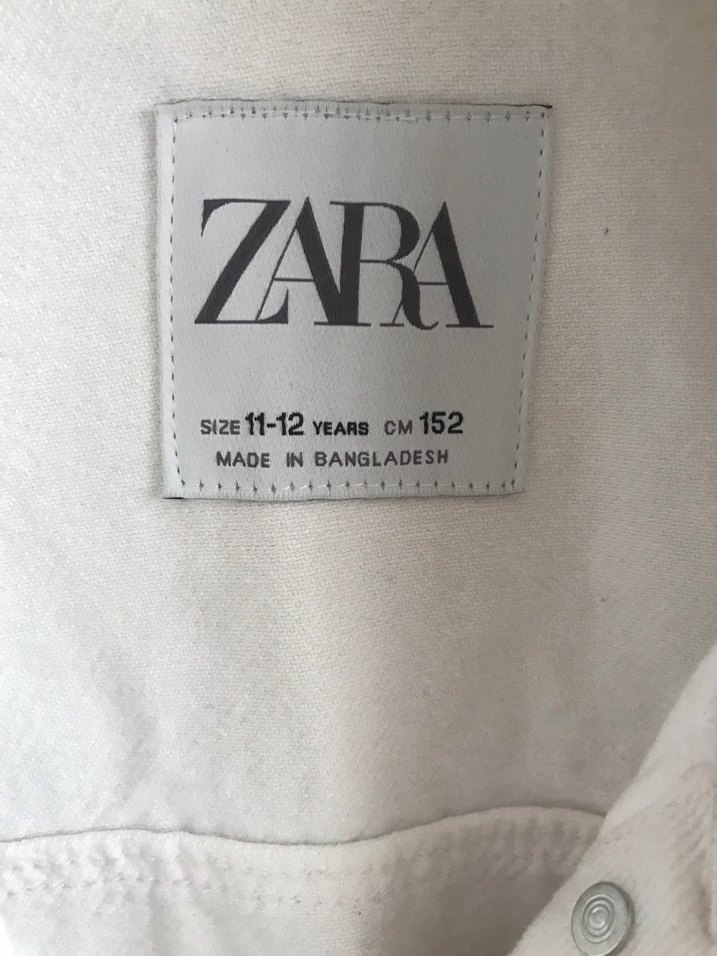 ZARA
SIZE 11-12 YEARS CM 152
MADE IN BANGLADESH